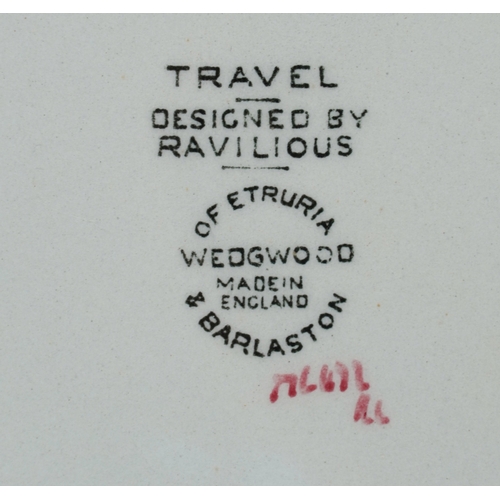 TRAVEL
DESIGNED BY
RAVILIOUS
OF ETRURIA
WEDGWOOD
MADE IN
ENGLAND
& BARLASTON